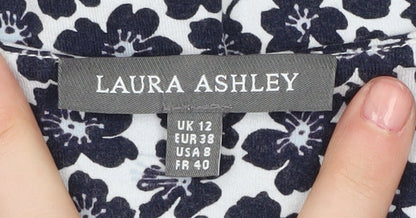 LAURA ASHLEY
UK 12
EUR 38
USA 8
FR 40